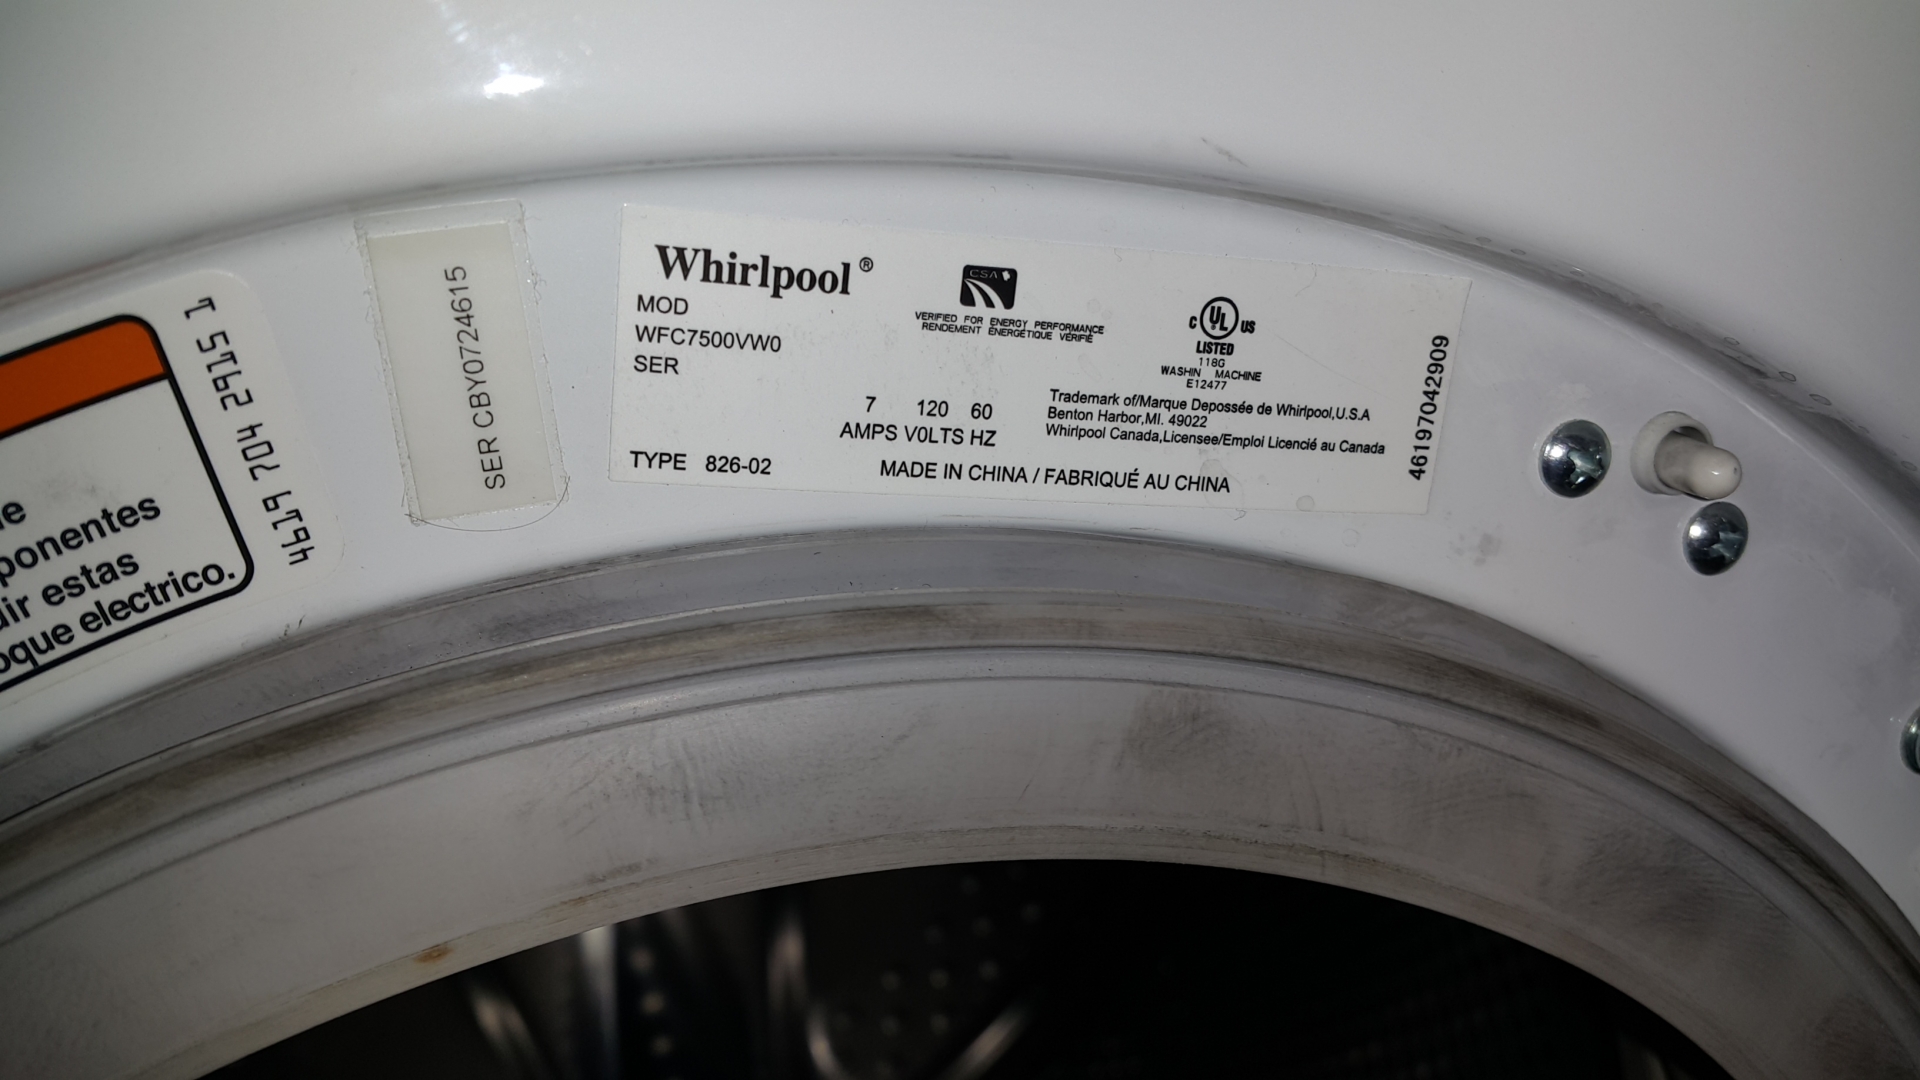 ponentes
estas
oque electrico.
4619 704 2915 1
SER CBY0724615
Whirlpool®
MOD
WFC7500VW0
SER
7 120 60
AMPS V0LTS HZ
TYPE 826-02
CSA
VERIFIED FOR ENERGY PERFORMANCE
RENDEMENT ÉNERGÉTIQUE VÉRIFIÉ
C UL US
LISTED
118G
WASHIN MACHINE
E12477
Trademark of/Marque Depossée de Whirlpool,U.S.A
Benton Harbor,MI. 49022
Whirlpool Canada,Licensee/Emploi Licencié au Canada
MADE IN CHINA / FABRIQUÉ AU CHINA
46197042909